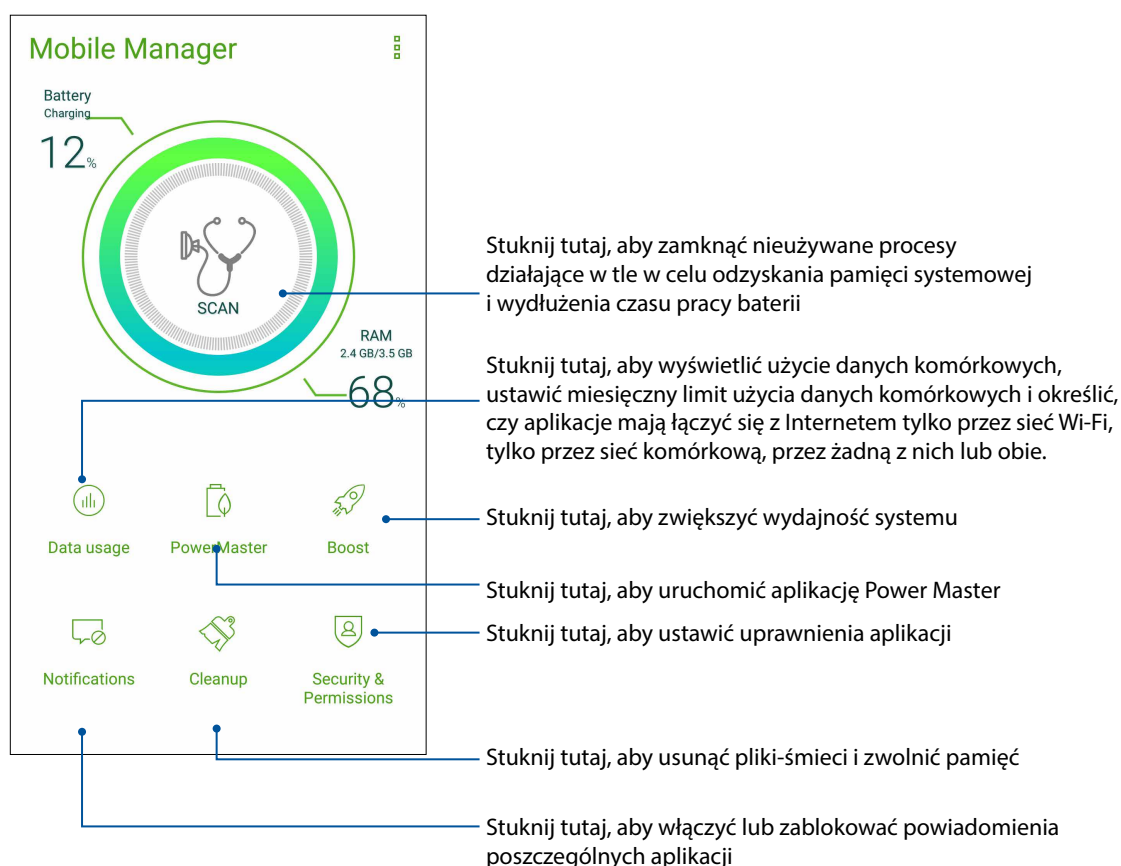 Mobile Manager
Battery
Charging
12%
SCAN
RAM
2.4 GB/3.5 GB
68%
Data usage
PowerMaster
Boost
Notifications
Cleanup
Security &
Permissions
Stuknij tutaj, aby zamknąć nieużywane procesy
działające w tle w celu odzyskania pamięci systemowej
i wydłużenia czasu pracy baterii
Stuknij tutaj, aby wyświetlić użycie danych komórkowych,
ustawić miesięczny limit użycia danych komórkowych i określić,
czy aplikacje mają łączyć się z Internetem tylko przez sieć Wi-Fi,
tylko przez sieć komórkową, przez żadną z nich lub obie.
Stuknij tutaj, aby zwiększyć wydajność systemu
Stuknij tutaj, aby uruchomić aplikację Power Master
Stuknij tutaj, aby ustawić uprawnienia aplikacji
Stuknij tutaj, aby usunąć pliki-śmieci i zwolnić pamięć
Stuknij tutaj, aby włączyć lub zablokować powiadomienia
poszczególnych aplikacji